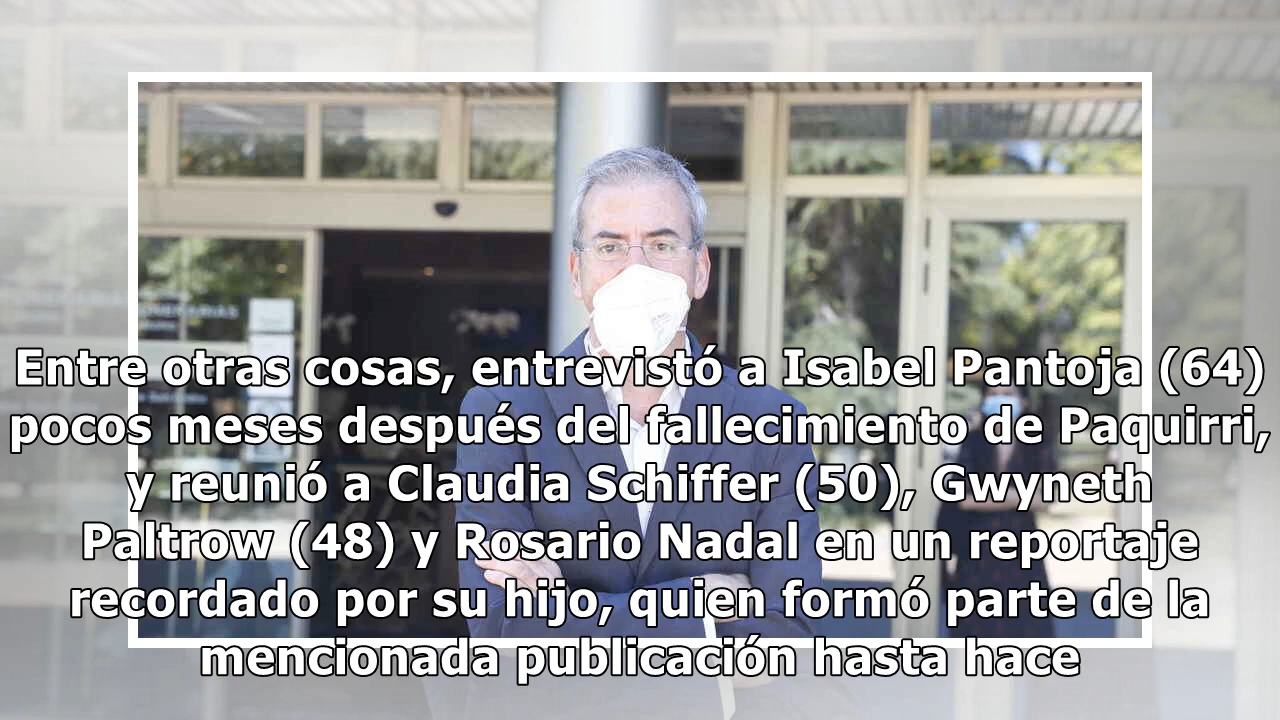 Entre otras cosas, entrevistó a Isabel Pantoja (64)
pocos meses después del fallecimiento de Paquirri,
y reunió a Claudia Schiffer (50), Gwyneth
Paltrow (48) y Rosario Nadal en un reportaje
recordado por su hijo, quien formó parte de la
mencionada publicación hasta hace